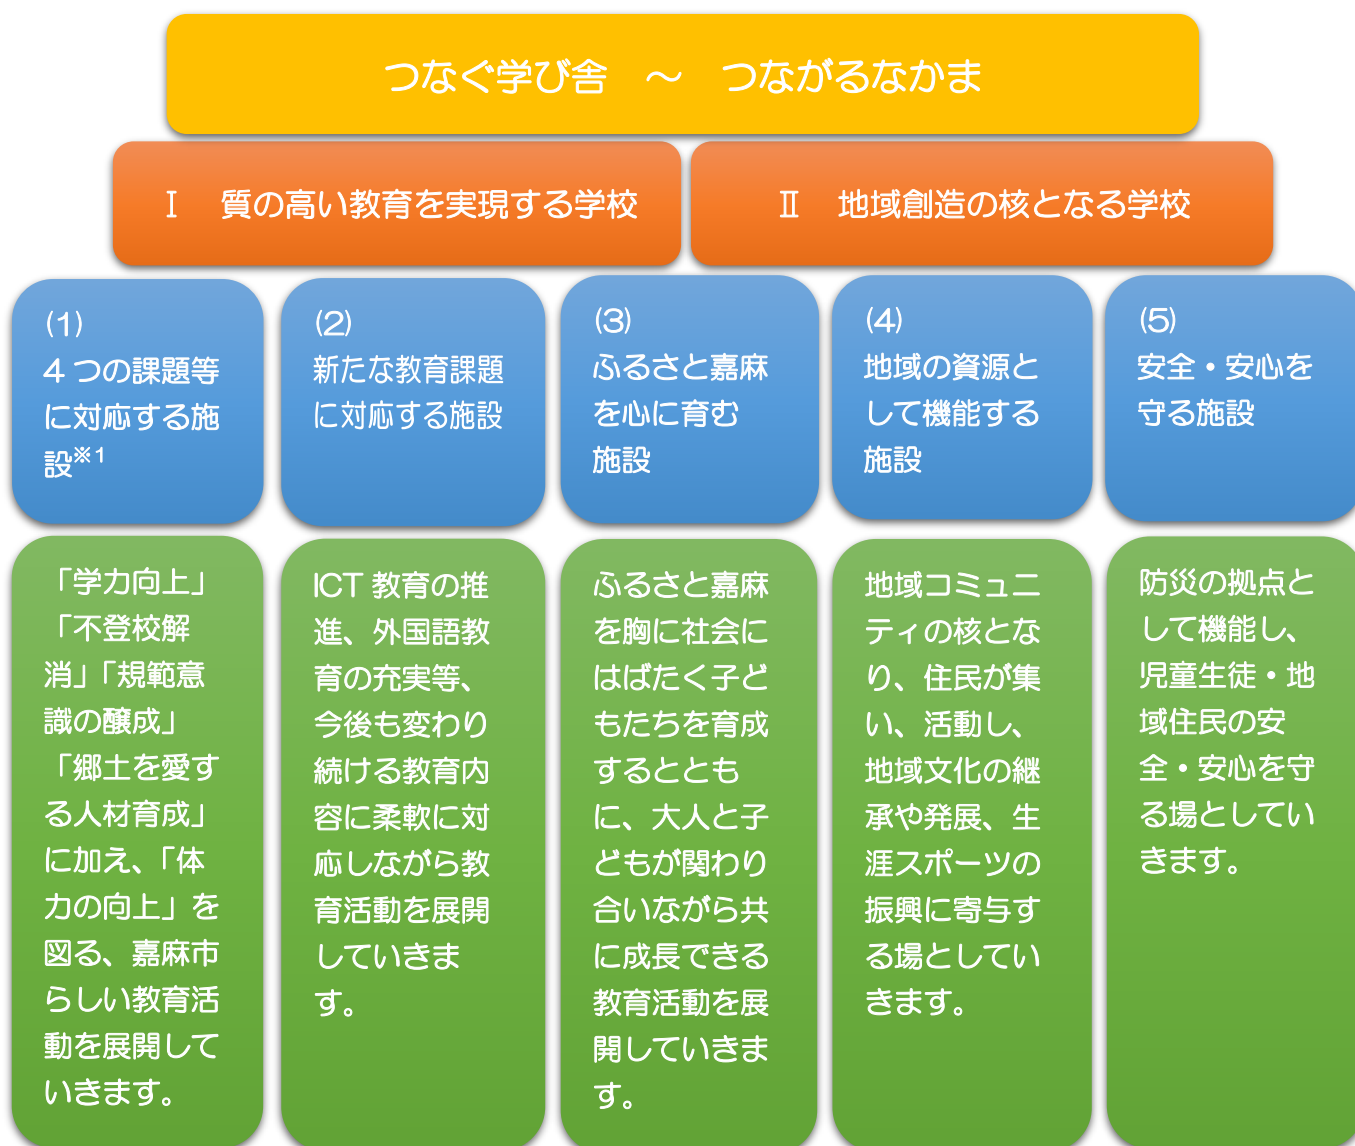 つなぐ学び舎　～　つながるなかま
Ⅰ　質の高い教育を実現する学校
Ⅱ　地域創造の核となる学校
(1)
4 つの課題等
に対応する施
設※1
(2)
新たな教育課題
に対応する施設
(3)
ふるさと嘉麻
を心に育む
施設
(4)
地域の資源と
して機能する
施設
(5)
安全・安心を
守る施設
「学力向上」
「不登校解
消」「規範意
識の醸成」
「郷土を愛す
る人材育成」
に加え、「体
力の向上」を
図る、嘉麻市
らしい教育活
動を展開して
いきます。
ICT 教育の推
進、外国語教
育の充実等、
今後も変わり
続ける教育内
容に柔軟に対
応しながら教
育活動を展開
していきま
す。
ふるさと嘉麻
を胸に社会に
はばたく子ど
もたちを育成
するととも
に、大人と子
どもが関わり
合いながら共
に成長できる
教育活動を展
開していきま
す。
地域コミュニ
ティの核とな
り、住民が集
い、活動し、
地域文化の継
承や発展、生
涯スポーツの
振興に寄与す
る場としてい
きます。
防災の拠点と
して機能し、
児童生徒・地
域住民の安
全・安心を守
る場としてい
きます。